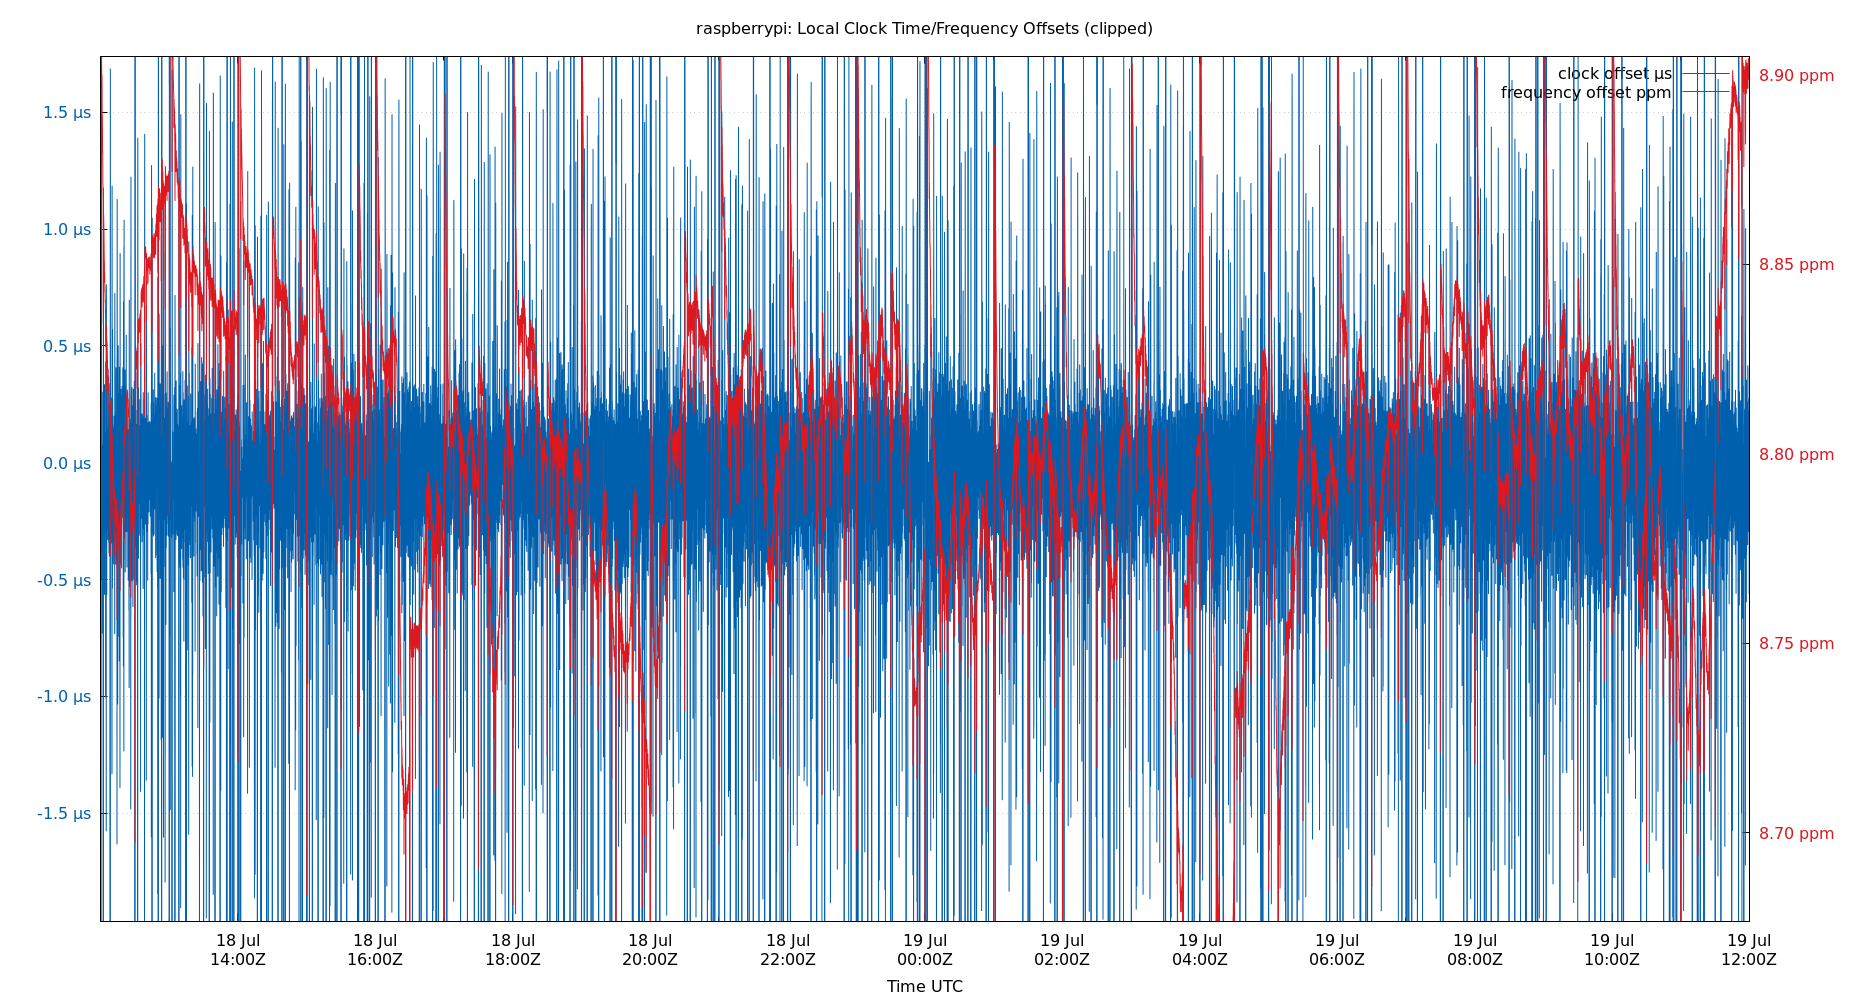 raspberrypi: Local Clock Time/Frequency Offsets (clipped)
clock offset µs
frequency offset ppm
1.5 µs
1.0 µs
0.5 µs
0.0 µs
-0.5 µs
-1.0 µs
-1.5 µs
8.90 ppm
8.85 ppm
8.80 ppm
8.75 ppm
8.70 ppm
18 Jul 18 Jul 18 Jul 18 Jul 18 Jul 19 Jul 19 Jul 19 Jul 19 Jul 19 Jul 19 Jul 19 Jul
14:00Z 16:00Z 18:00Z 20:00Z 22:00Z 00:00Z 02:00Z 04:00Z 06:00Z 08:00Z 10:00Z 12:00Z
Time UTC